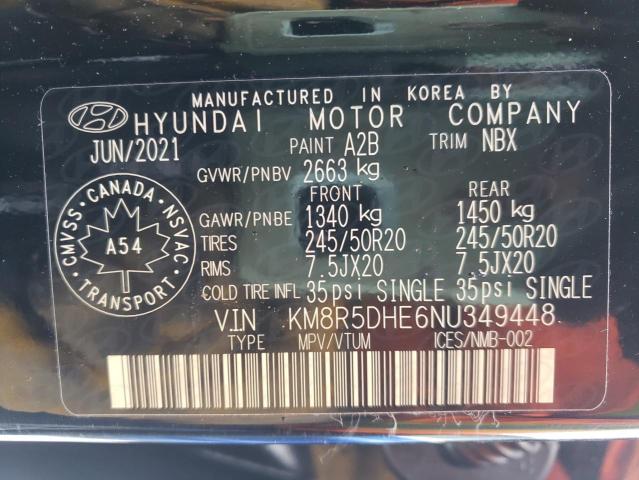 MANUFACTURED IN KOREA BY
HYUNDAI MOTOR COMPANY
JUN/2021 PAINT A2B TRIM NBX
GVWR/PNBV 2663 kg
FRONT REAR
GAWR/PNBE 1340 kg 1450 kg
TIRES 245/50R20 245/50R20
RIMS 7.5JX20 7.5JX20
COLD TIRE INFL 35psi SINGLE 35psi SINGLE
CMVSS · CANADA · NSVAC
A54
TRANSPORT
VIN KM8R5DHE6NU349448
TYPE MPV/VTUM ICES/NMB-002